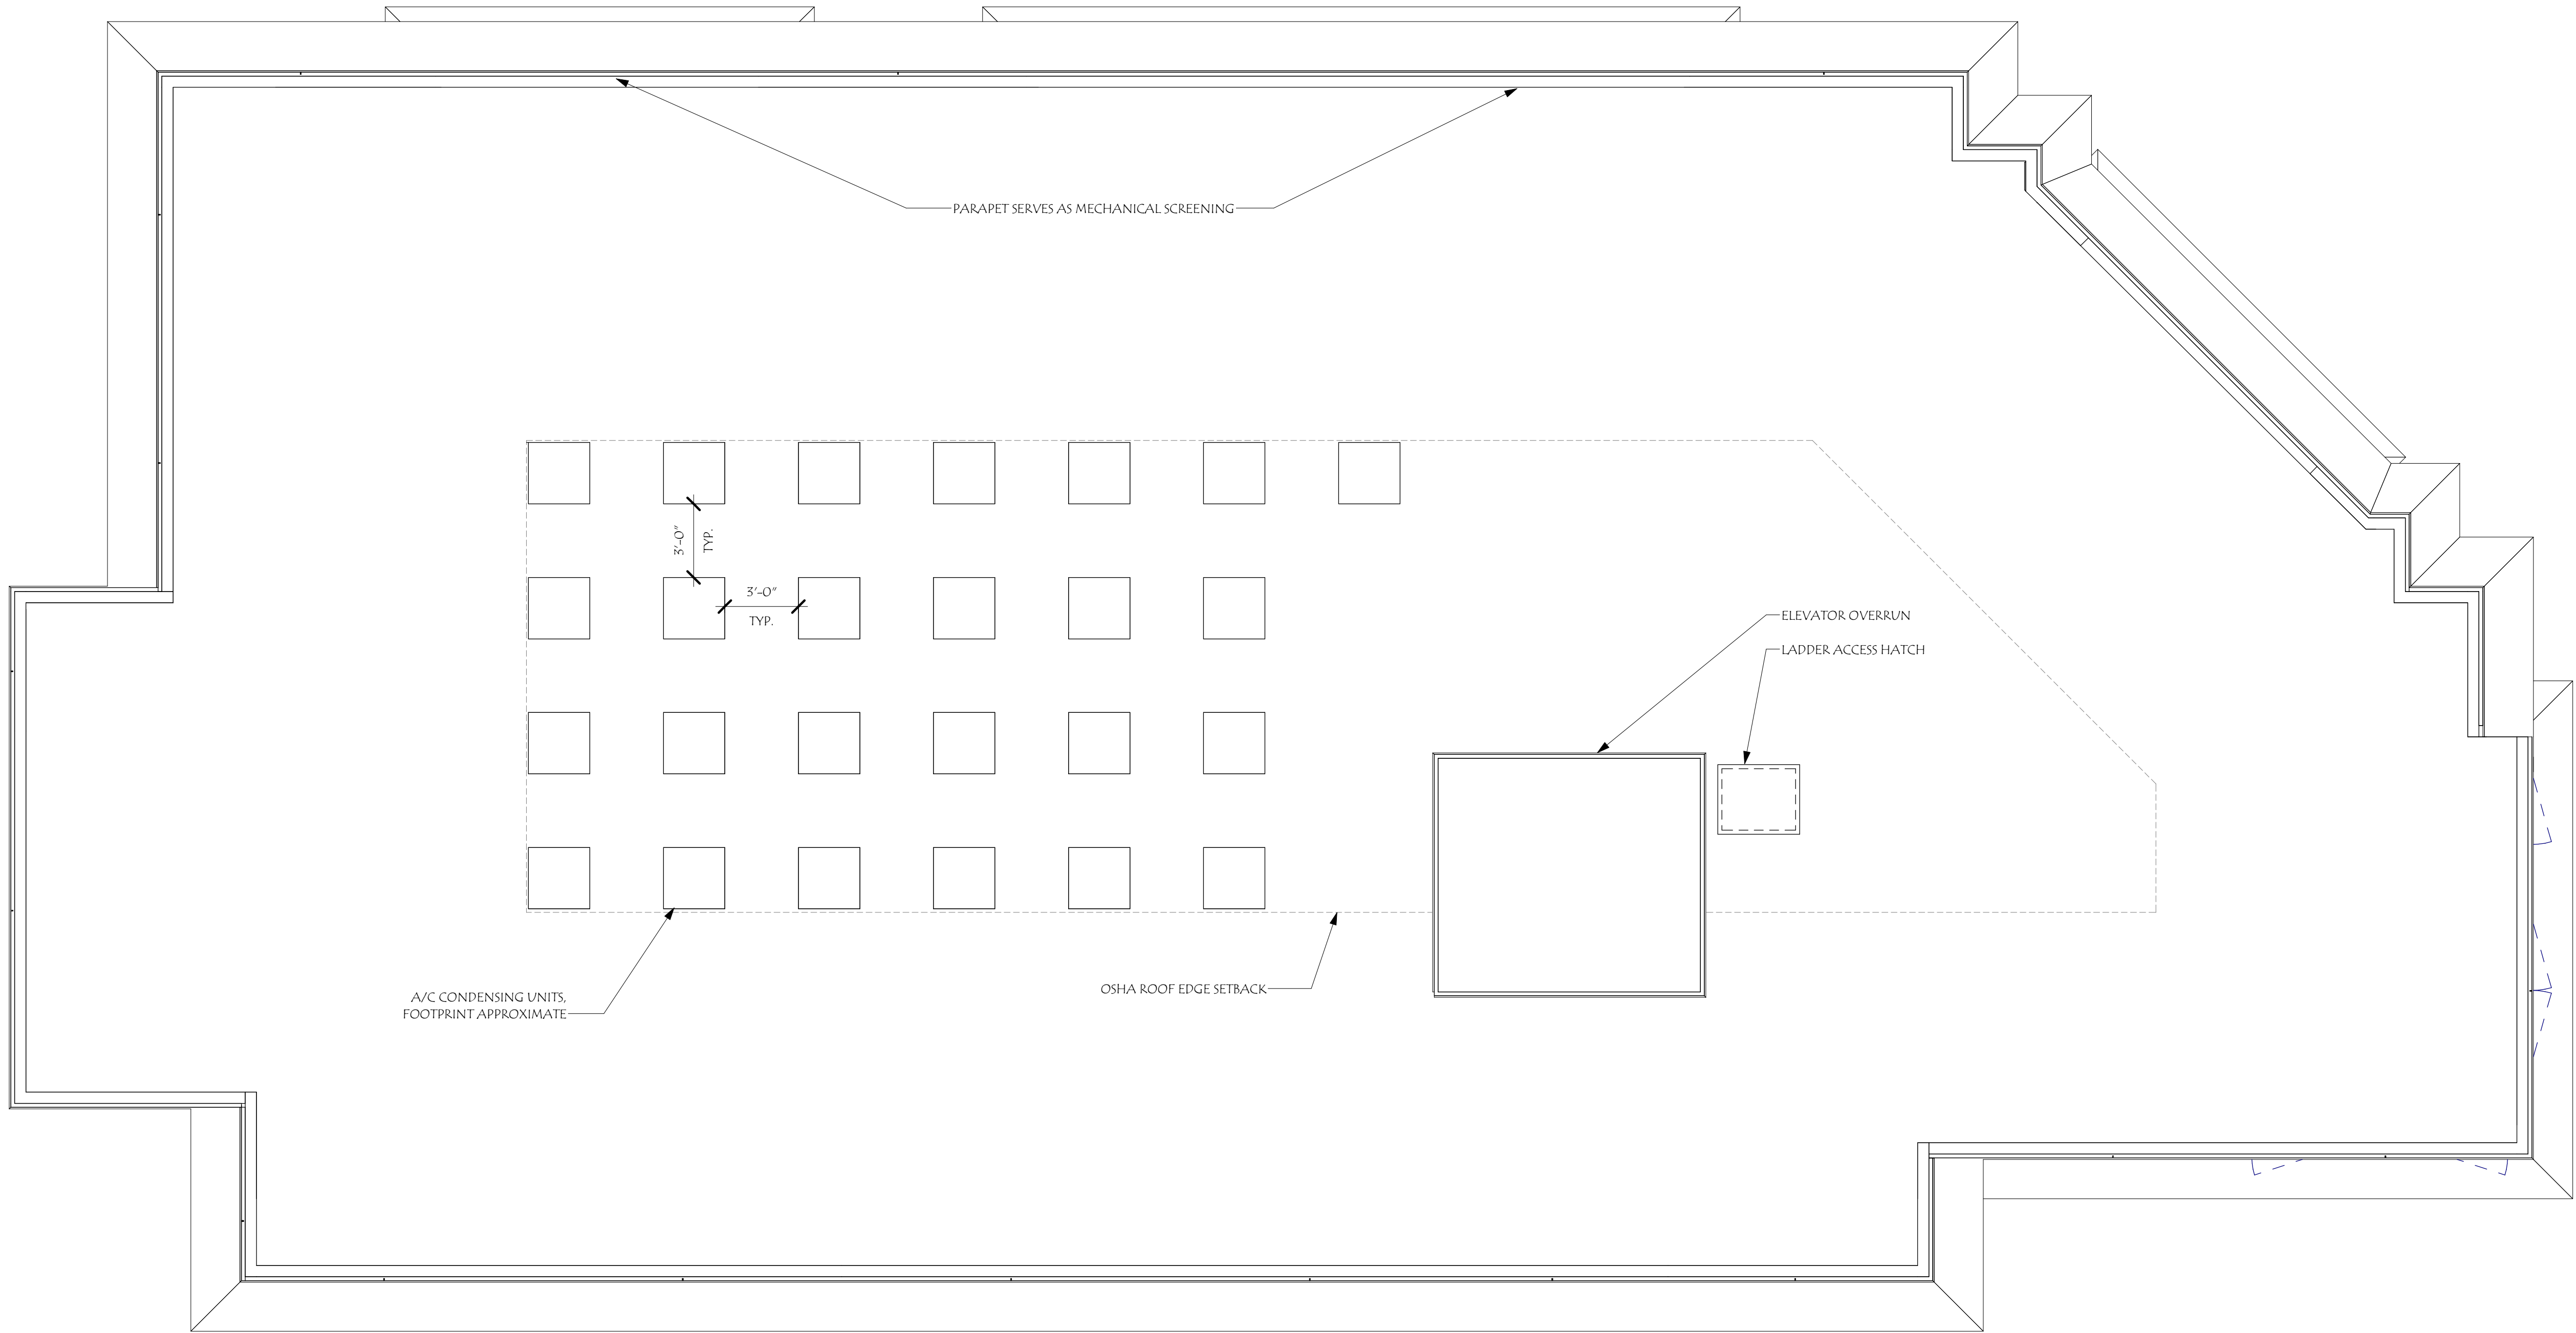 PARAPET SERVES AS MECHANICAL SCREENING
3'-0"
TYP.
3'-0"
TYP.
ELEVATOR OVERRUN
LADDER ACCESS HATCH
A/C CONDENSING UNITS,
FOOTPRINT APPROXIMATE
OSHA ROOF EDGE SETBACK